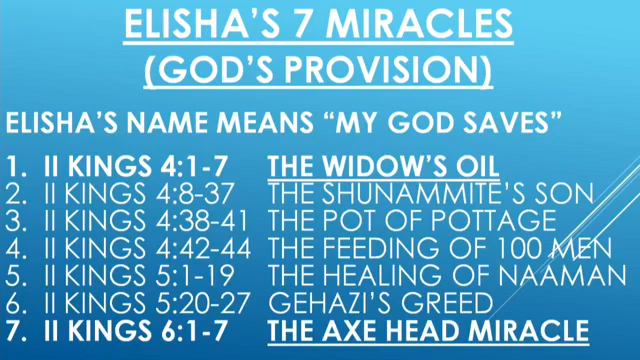 ELISHA'S 7 MIRACLES
(GOD'S PROVISION)
ELISHA'S NAME MEANS “MY GOD SAVES”
1. II KINGS 4:1-7 THE WIDOW'S OIL
2. II KINGS 4:8-37 THE SHUNAMMITE'S SON
3. II KINGS 4:38-41 THE POT OF POTTAGE
4. II KINGS 4:42-44 THE FEEDING OF 100 MEN
5. II KINGS 5:1-19 THE HEALING OF NAAMAN
6. II KINGS 5:20-27 GEHAZI'S GREED
7. II KINGS 6:1-7 THE AXE HEAD MIRACLE